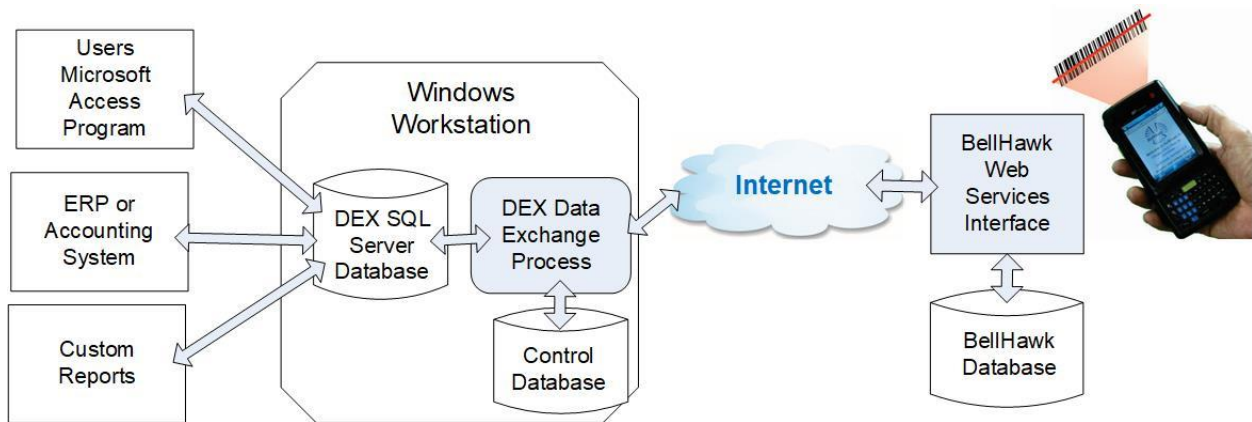 Users
Microsoft
Access
Program
ERP or
Accounting
System
Custom
Reports
Windows
Workstation
DEX SQL
Server
Database
DEX Data
Exchange
Process
Control
Database
Internet
BellHawk
Web
Services
Interface
BellHawk
Database